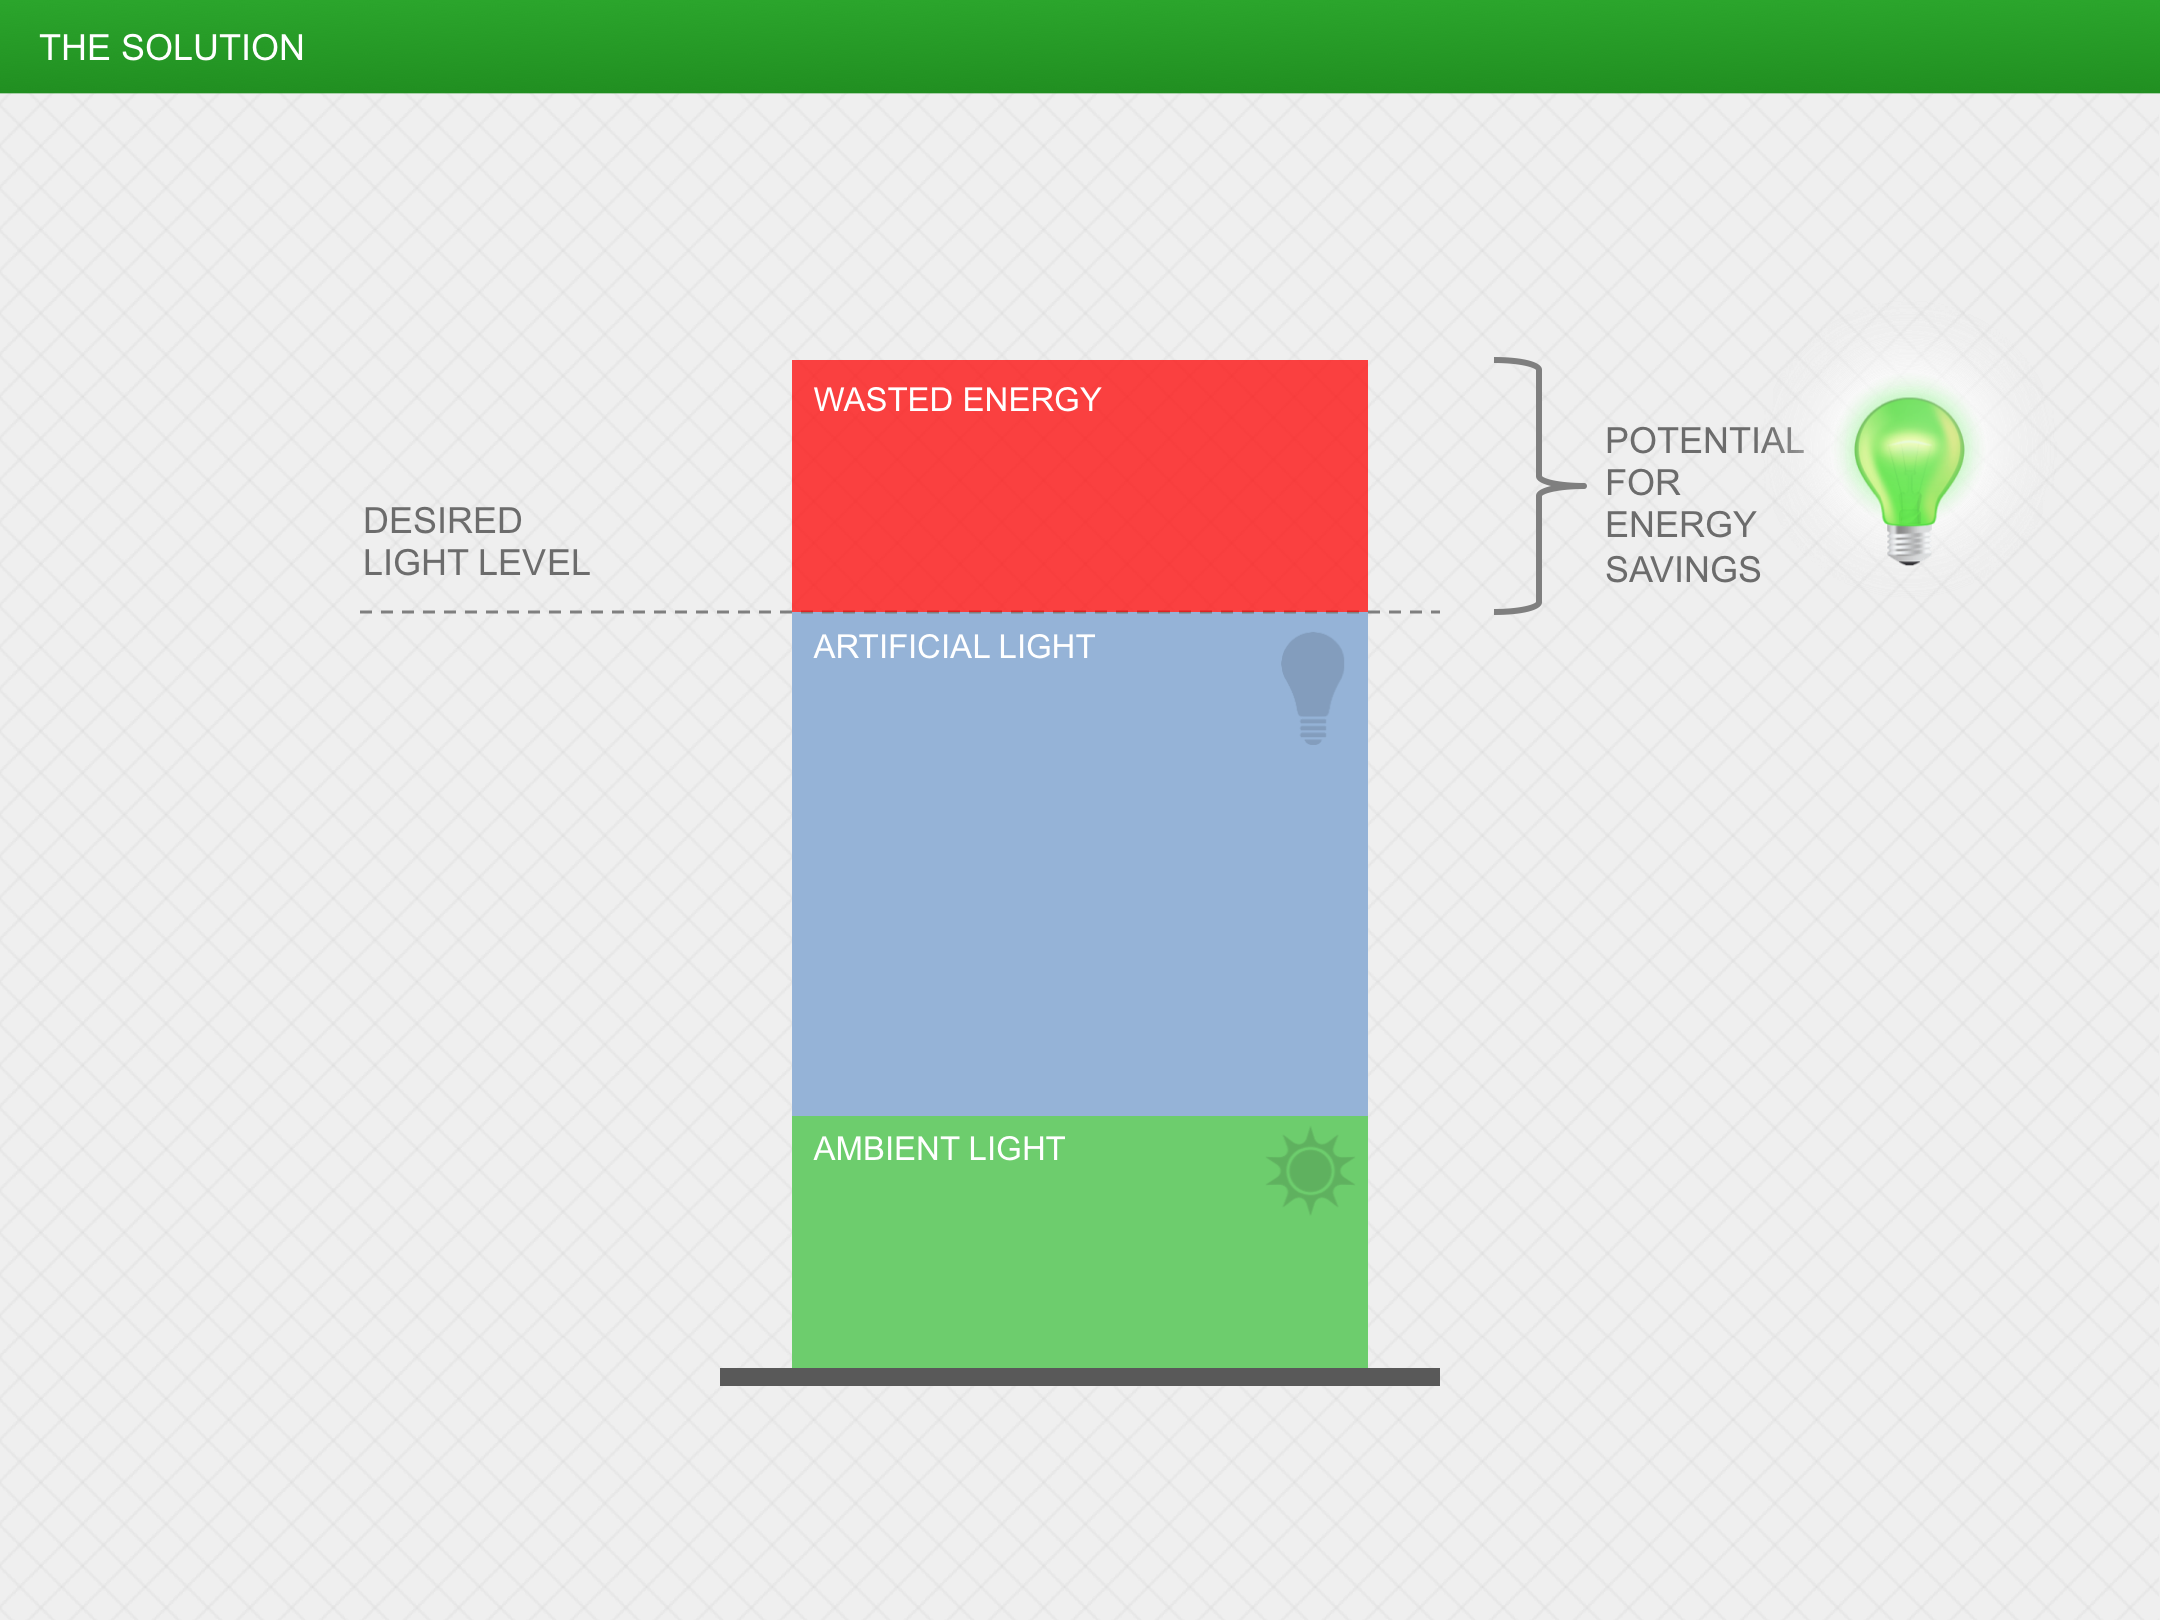 THE SOLUTION
WASTED ENERGY
DESIRED
LIGHT LEVEL
POTENTIAL
FOR
ENERGY
SAVINGS
ARTIFICIAL LIGHT
AMBIENT LIGHT